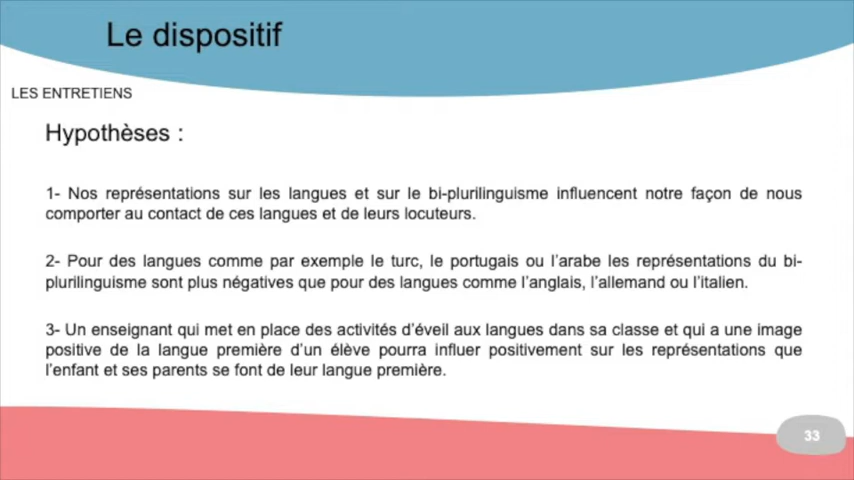 Le dispositif
LES ENTRETIENS
Hypothèses :
1- Nos représentations sur les langues et sur le bi-plurilinguisme influencent notre façon de nous
comporter au contact de ces langues et de leurs locuteurs.
2- Pour des langues comme par exemple le turc, le portugais ou l'arabe les représentations du bi-
plurilinguisme sont plus négatives que pour des langues comme l'anglais, l'allemand ou l'italien.
3- Un enseignant qui met en place des activités d'éveil aux langues dans sa classe et qui a une image
positive de la langue première d'un élève pourra influer positivement sur les représentations que
l'enfant et ses parents se font de leur langue première.
33